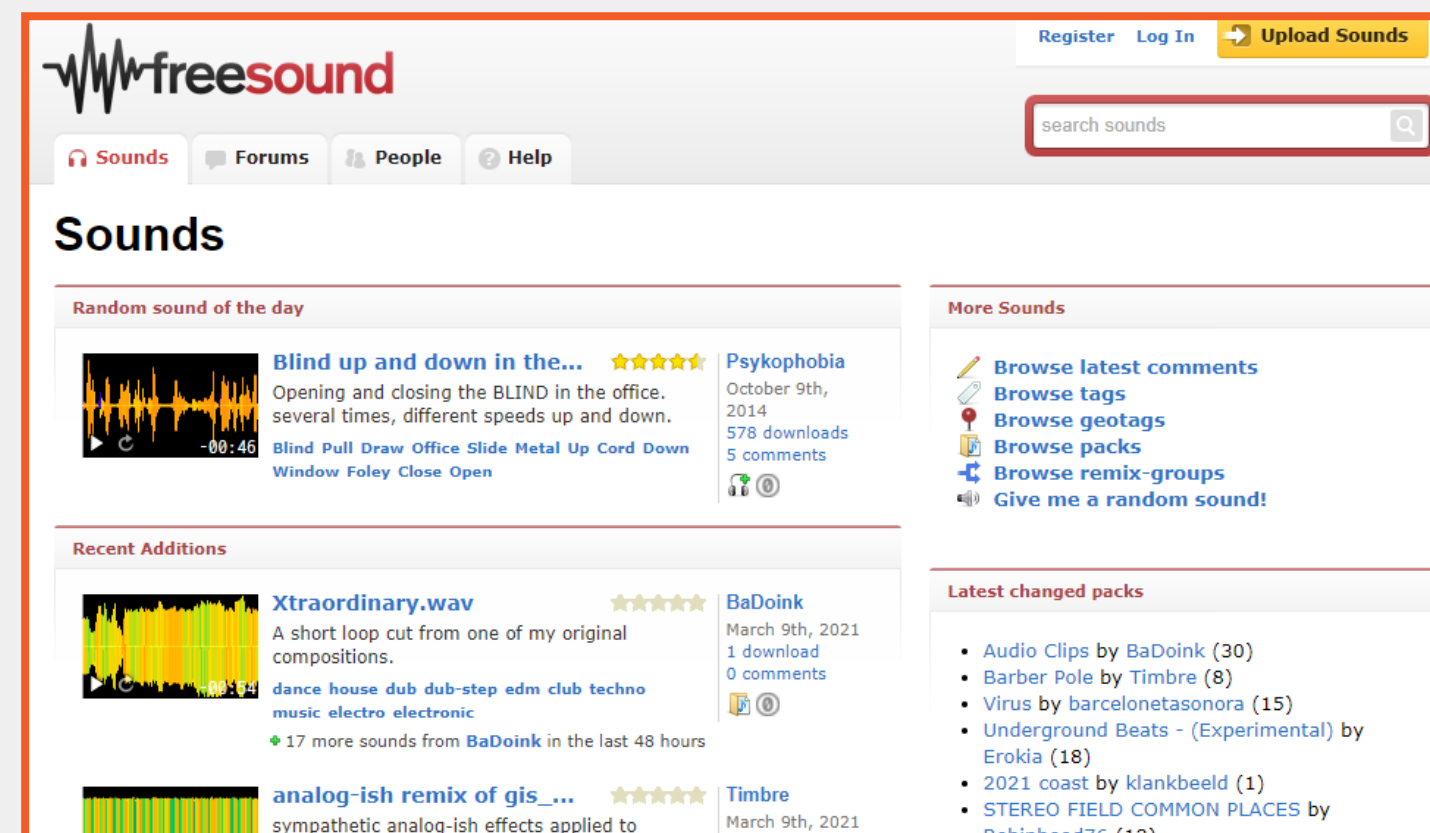 freesound
Register Log In Upload Sounds
search sounds
Sounds Forums People Help
Sounds
Random sound of the day
-00:46
Blind up and down in the...
Opening and closing the BLIND in the office.
several times, different speeds up and down.
Blind Pull Draw Office Slide Metal Up Cord Down
Window Foley Close Open
Psykophobia
October 9th,
2014
578 downloads
5 comments
0
Recent Additions
-00:54
Xtraordinary.wav
A short loop cut from one of my original
compositions.
dance house dub dub-step edm club techno
music electro electronic
17 more sounds from BaDoink in the last 48 hours
BaDoink
March 9th, 2021
1 download
0 comments
0
analog-ish remix of gis_...
sympathetic analog-ish effects applied to
Timbre
March 9th, 2021
More Sounds
Browse latest comments
Browse tags
Browse geotags
Browse packs
Browse remix-groups
Give me a random sound!
Latest changed packs
Audio Clips by BaDoink (30)
Barber Pole by Timbre (8)
Virus by barcelonetasonora (15)
Underground Beats - (Experimental) by
Erokia (18)
2021 coast by klankbeeld (1)
STEREO FIELD COMMON PLACES by